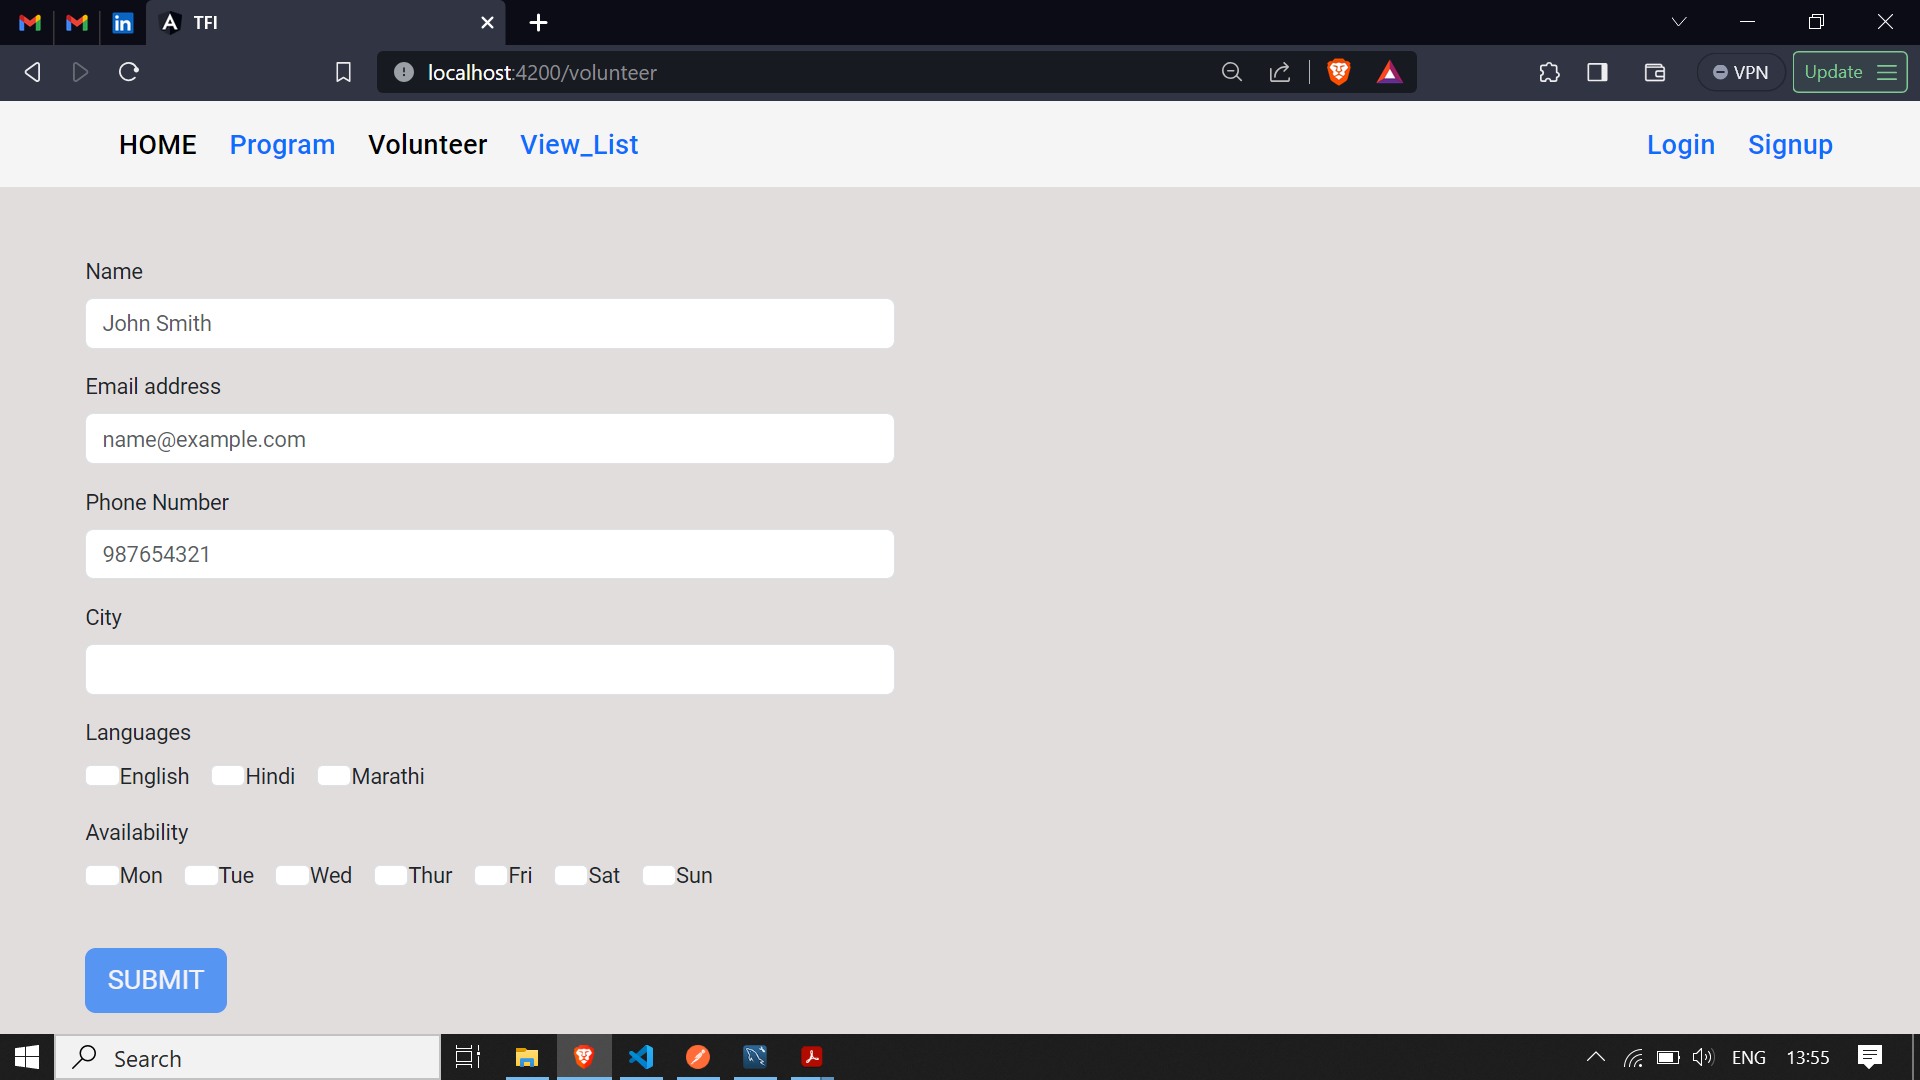 TFI
localhost:4200/volunteer
VPN
Update
HOME Program Volunteer View_List Login Signup
Name
John Smith
Email address
name@example.com
Phone Number
987654321
City
Languages
English Hindi Marathi
Availability
Mon Tue Wed Thur Fri Sat Sun
SUBMIT
Search
ENG 13:55